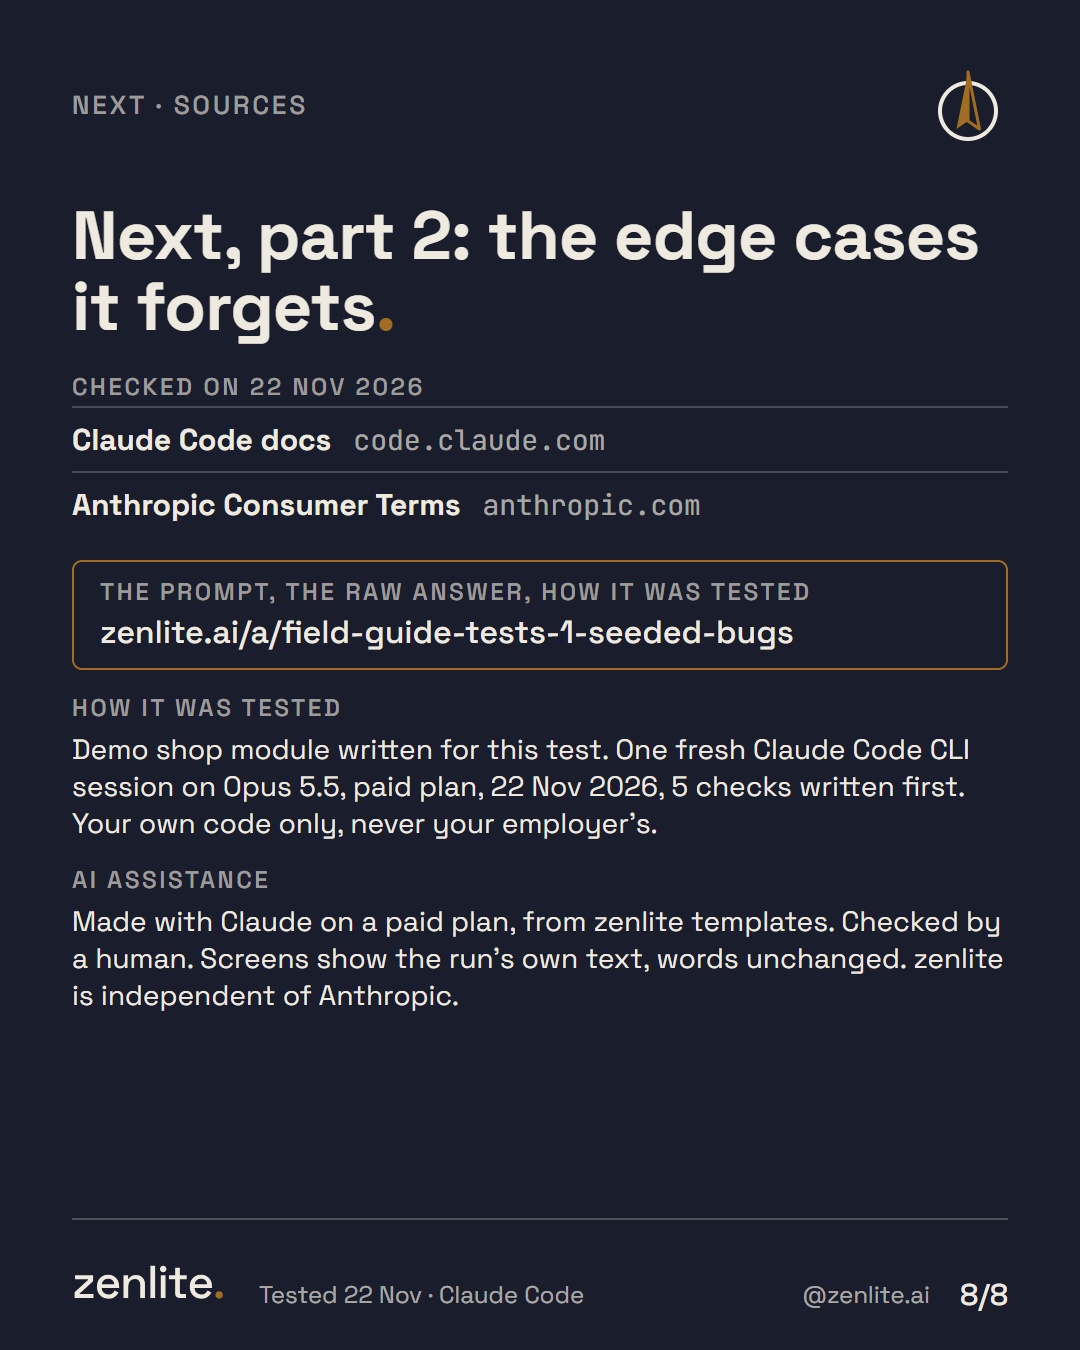 NEXT · SOURCES
Next, part 2: the edge cases
it forgets.
CHECKED ON 22 NOV 2026
Claude Code docs code.claude.com
Anthropic Consumer Terms anthropic.com
THE PROMPT, THE RAW ANSWER, HOW IT WAS TESTED
zenlite.ai/a/field-guide-tests-1-seeded-bugs
HOW IT WAS TESTED
Demo shop module written for this test. One fresh Claude Code CLI
session on Opus 5.5, paid plan, 22 Nov 2026, 5 checks written first.
Your own code only, never your employer’s.
AI ASSISTANCE
Made with Claude on a paid plan, from zenlite templates. Checked by
a human. Screens show the run’s own text, words unchanged. zenlite
is independent of Anthropic.
zenlite. Tested 22 Nov · Claude Code @zenlite.ai 8/8